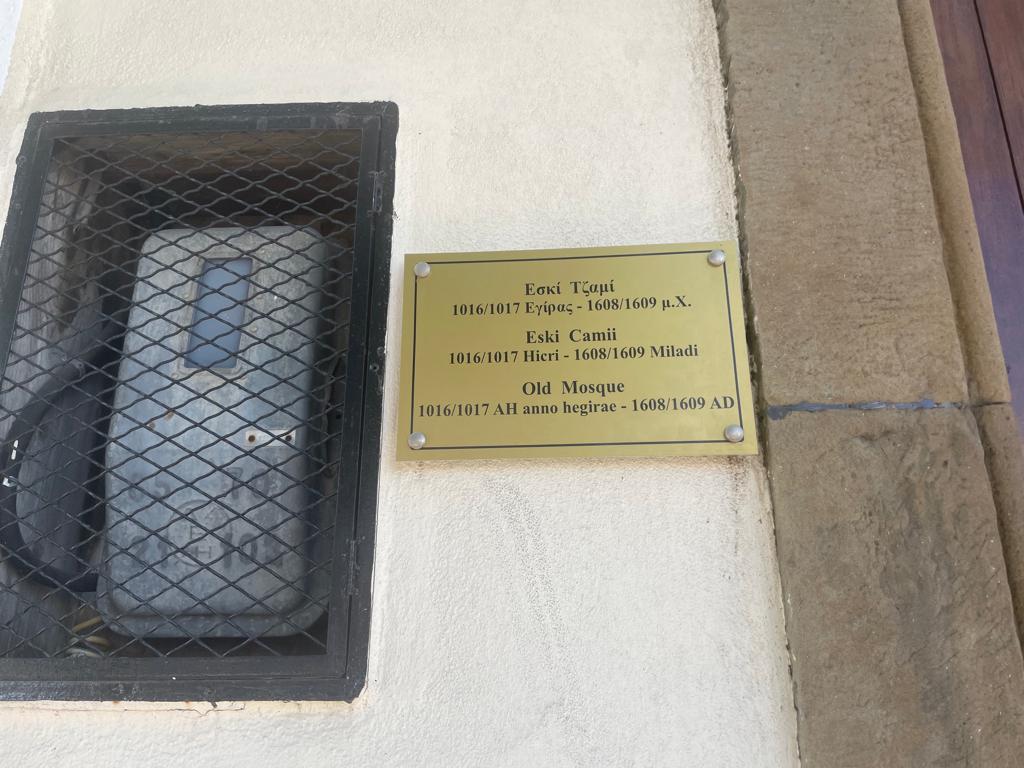 Εσκί Τζαμί
1016/1017 Εγίρας - 1608/1609 μ.Χ.
Eski Camii
1016/1017 Hicri - 1608/1609 Miladi
Old Mosque
1016/1017 AH anno hegirae - 1608/1609 AD